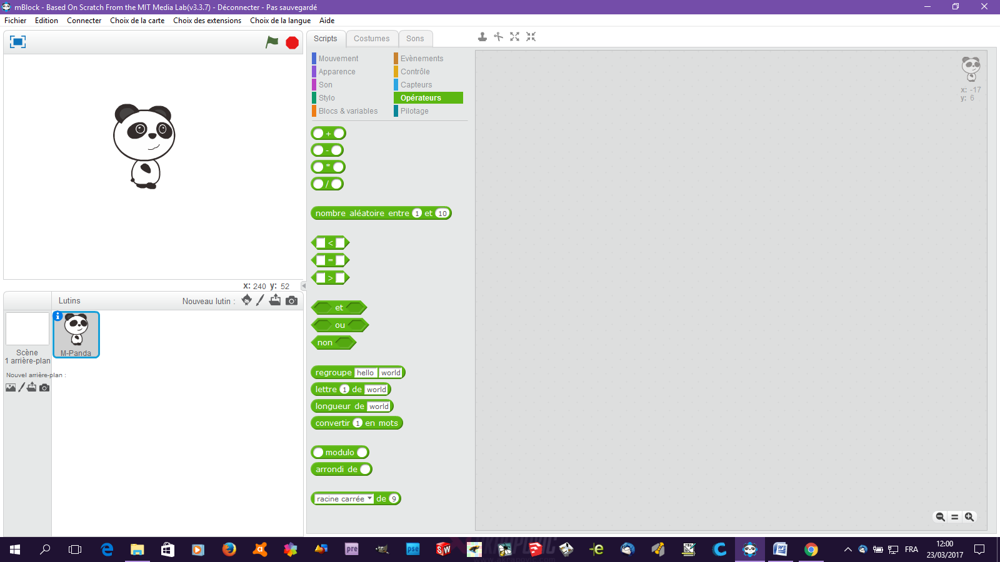 mBlock - Based On Scratch From the MIT Media Lab(v3.3.7) - Déconnecter - Pas sauvegardé
Fichier Edition Connecter Choix de la carte Choix des extensions Choix de la langue Aide
Scripts Costumes Sons
Mouvement Evènements
Apparence Contrôle
Son Capteurs
Stylo Opérateurs
Blocs & variables Pilotage
+
-
*
/
nombre aléatoire entre 1 et 10
<
=
>
et
ou
non
regroupe hello world
lettre 1 de world
longueur de world
convertir 1 en mots
modulo
arrondi de
racine carrée de 9
x: -17
y: 6
x: 240 y: 52
Lutins Nouveau lutin :
Scène
1 arrière-plan
M-Panda
Nouvel arrière-plan :
pre
pse
SW
FRA
12:00
23/03/2017